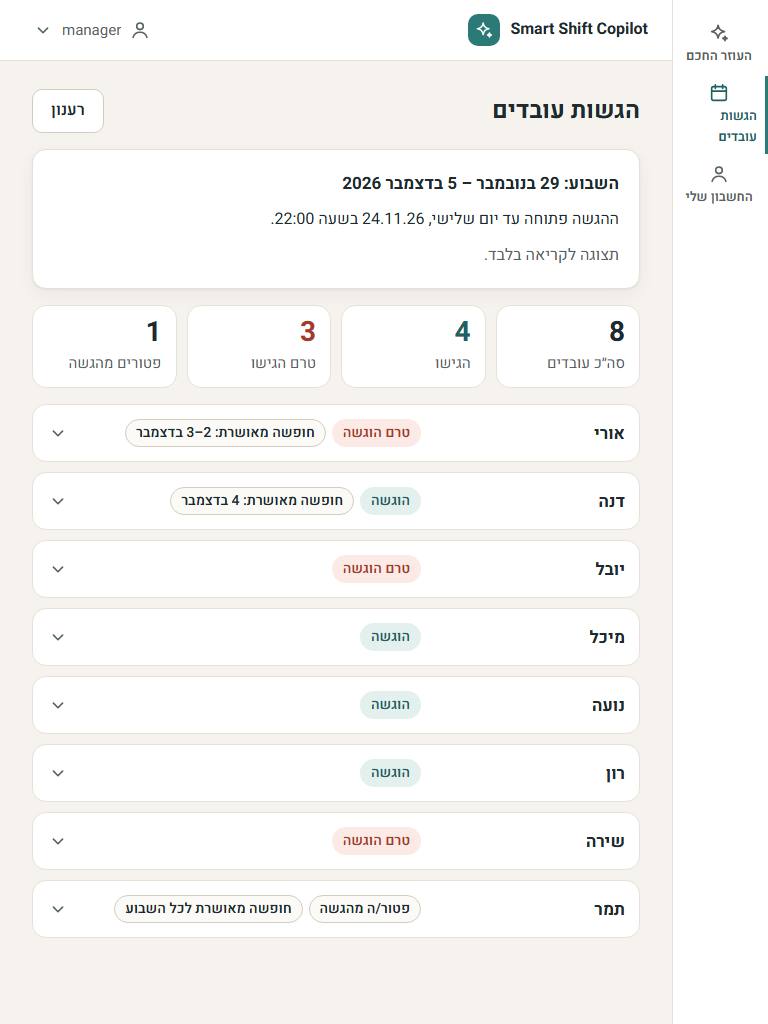 Smart Shift Copilot
manager
העוזר החכם
הגשות
עובדים
החשבון שלי
הגשות עובדים
רענון
השבוע: 29 בנובמבר – 5 בדצמבר 2026
ההגשה פתוחה עד יום שלישי, 24.11.26 בשעה 22:00.
תצוגה לקריאה בלבד.
8
סה"כ עובדים
4
הגישו
3
טרם הגישו
1
פטורים מהגשה
אורי טרם הוגשה חופשה מאושרת: 2–3 בדצמבר
דנה הוגשה חופשה מאושרת: 4 בדצמבר
יובל טרם הוגשה
מיכל הוגשה
נועה הוגשה
רון הוגשה
שירה טרם הוגשה
תמר פטור/ה מהגשה חופשה מאושרת לכל השבוע